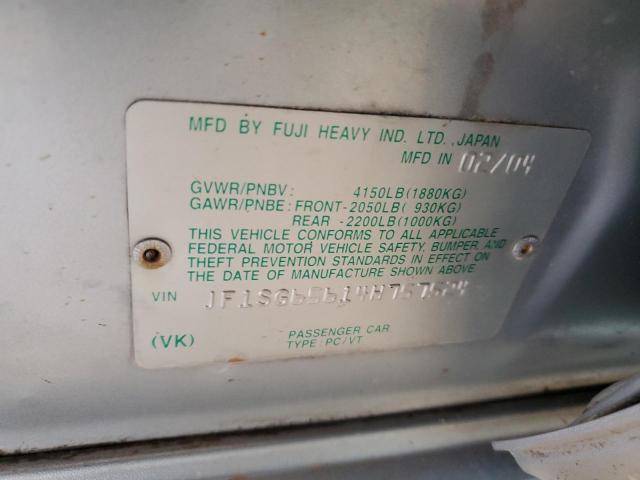 MFD BY FUJI HEAVY IND. LTD., JAPAN
MFD IN 02/04
GVWR/PNBV: 4150LB(1880KG)
GAWR/PNBE: FRONT-2050LB( 930KG)
REAR -2200LB(1000KG)
THIS VEHICLE CONFORMS TO ALL APPLICABLE
FEDERAL MOTOR VEHICLE SAFETY, BUMPER, AND
THEFT PREVENTION STANDARDS IN EFFECT ON
THE DATE OF MANUFACTURE SHOWN ABOVE
VIN JF1SG65614H757524
(VK) PASSENGER CAR
TYPE: PC/VT